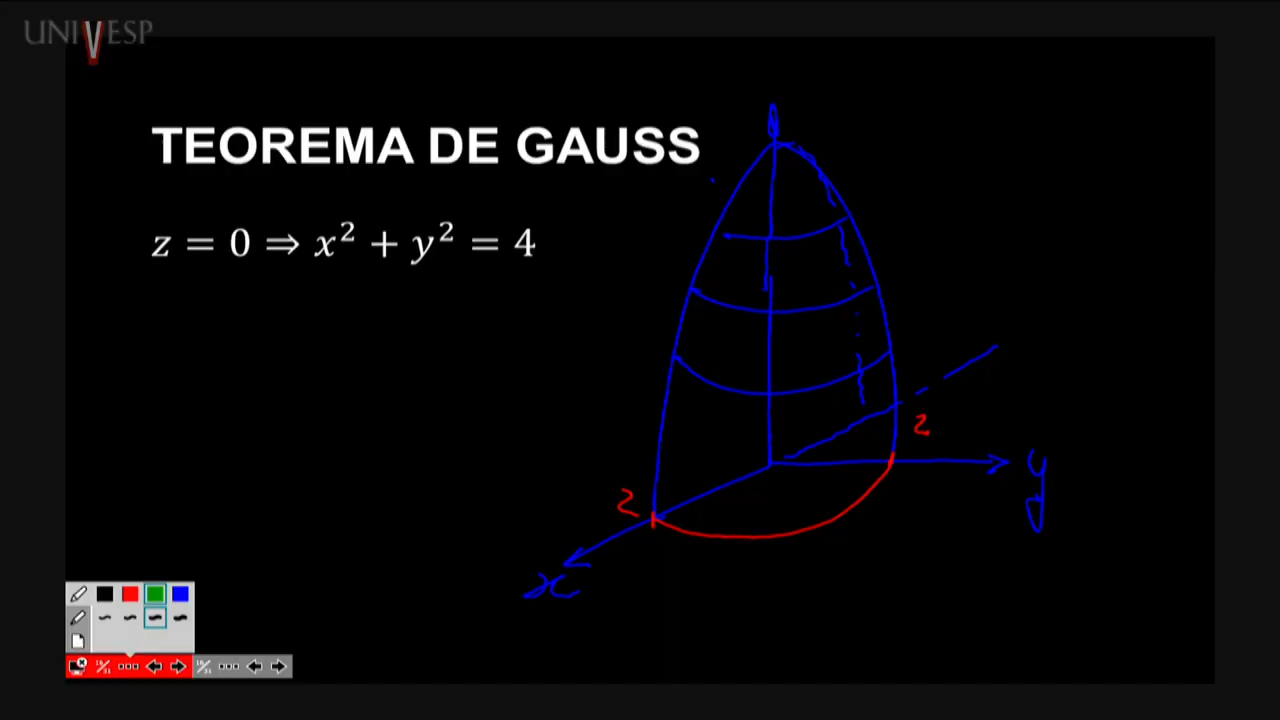 UNIVESP
TEOREMA DE GAUSS
z = 0 ⇒ x² + y² = 4
2
y
2
x